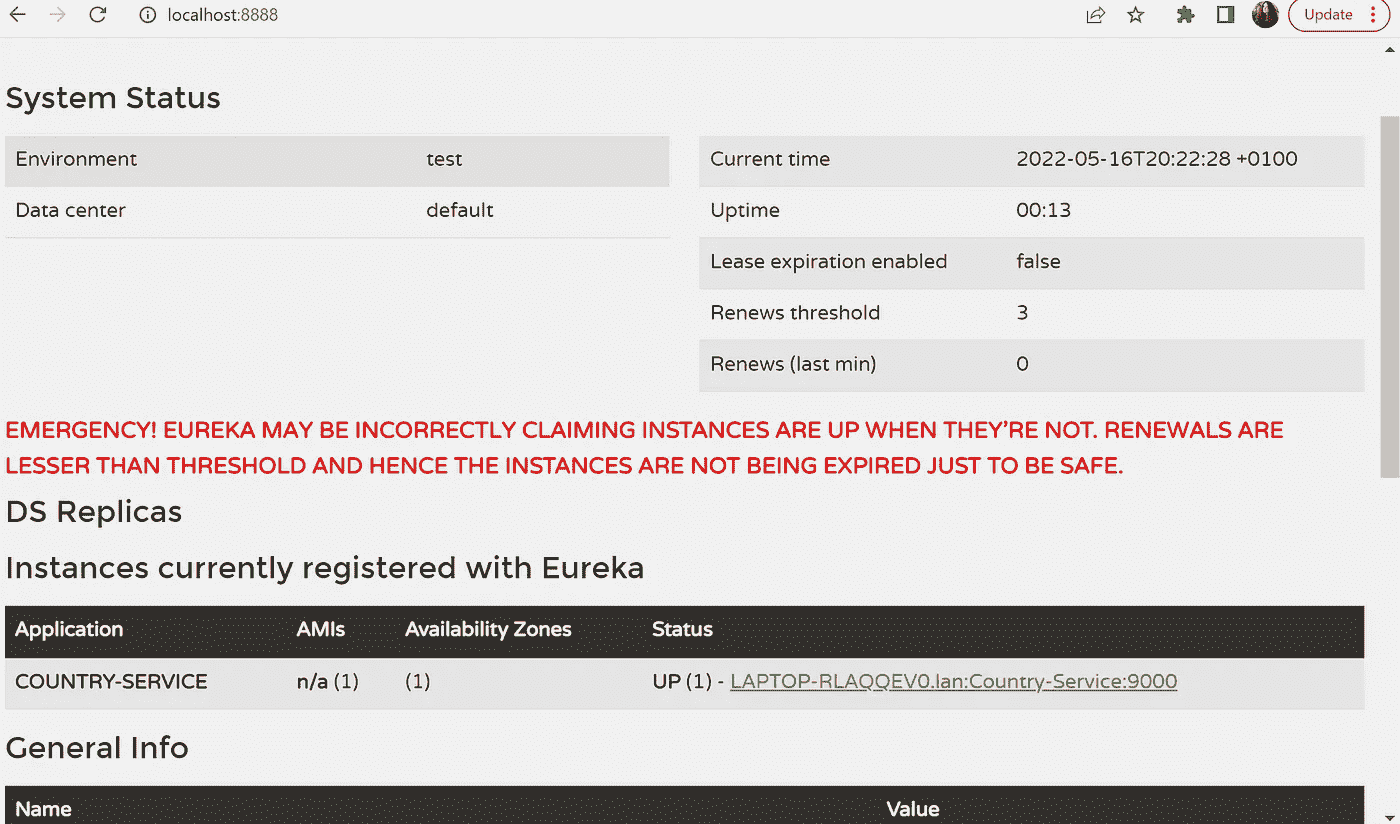 localhost:8888
Update
System Status
Environment test
Data center default
Current time 2022-05-16T20:22:28 +0100
Uptime 00:13
Lease expiration enabled false
Renews threshold 3
Renews (last min) 0
EMERGENCY! EUREKA MAY BE INCORRECTLY CLAIMING INSTANCES ARE UP WHEN THEY'RE NOT. RENEWALS ARE
LESSER THAN THRESHOLD AND HENCE THE INSTANCES ARE NOT BEING EXPIRED JUST TO BE SAFE.
DS Replicas
Instances currently registered with Eureka
Application AMIs Availability Zones Status
COUNTRY-SERVICE n/a (1) (1) UP (1) - LAPTOP-RLAQQEV0.lan:Country-Service:9000
General Info
Name Value